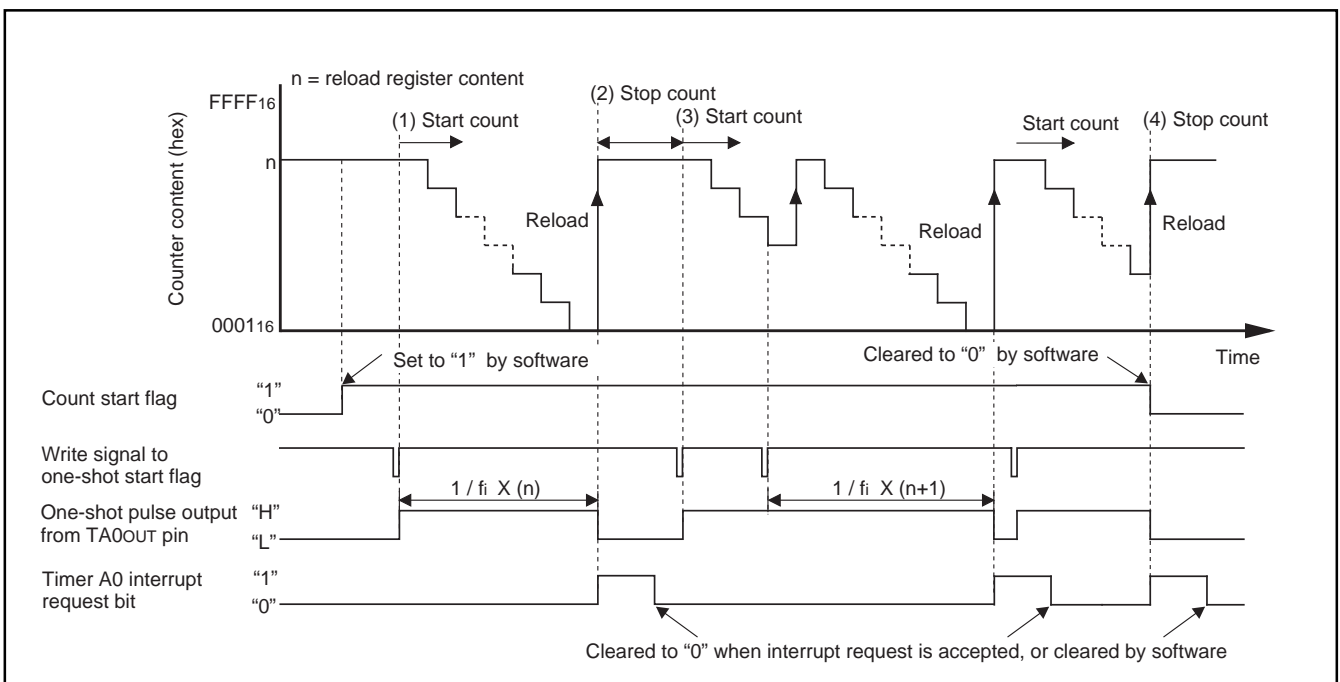 n = reload register content
FFFF16
(2) Stop count
(1) Start count
(3) Start count
Start count
(4) Stop count
Counter content (hex)
n
Reload
Reload
Reload
000116
Set to “1” by software
Cleared to “0” by software
Time
Count start flag
“1”
“0”
Write signal to
one-shot start flag
1 / fi X (n)
1 / fi X (n+1)
One-shot pulse output
from TA0OUT pin
“H”
“L”
Timer A0 interrupt
request bit
“1”
“0”
Cleared to “0” when interrupt request is accepted, or cleared by software